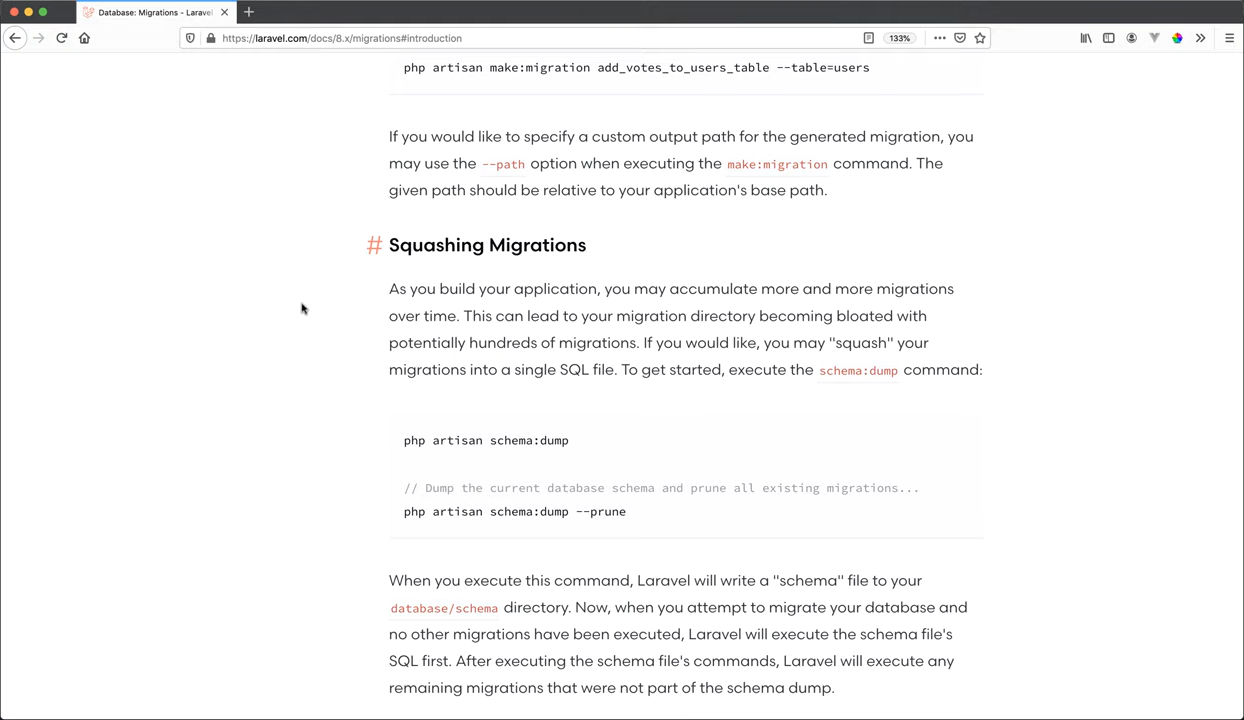 Database: Migrations - Laravel
https://laravel.com/docs/8.x/migrations#introduction
133%
php artisan make:migration add_votes_to_users_table --table=users
If you would like to specify a custom output path for the generated migration, you
may use the --path option when executing the make:migration command. The
given path should be relative to your application's base path.
# Squashing Migrations
As you build your application, you may accumulate more and more migrations
over time. This can lead to your migration directory becoming bloated with
potentially hundreds of migrations. If you would like, you may "squash" your
migrations into a single SQL file. To get started, execute the schema:dump command:
php artisan schema:dump
// Dump the current database schema and prune all existing migrations...
php artisan schema:dump --prune
When you execute this command, Laravel will write a "schema" file to your
database/schema directory. Now, when you attempt to migrate your database and
no other migrations have been executed, Laravel will execute the schema file's
SQL first. After executing the schema file's commands, Laravel will execute any
remaining migrations that were not part of the schema dump.